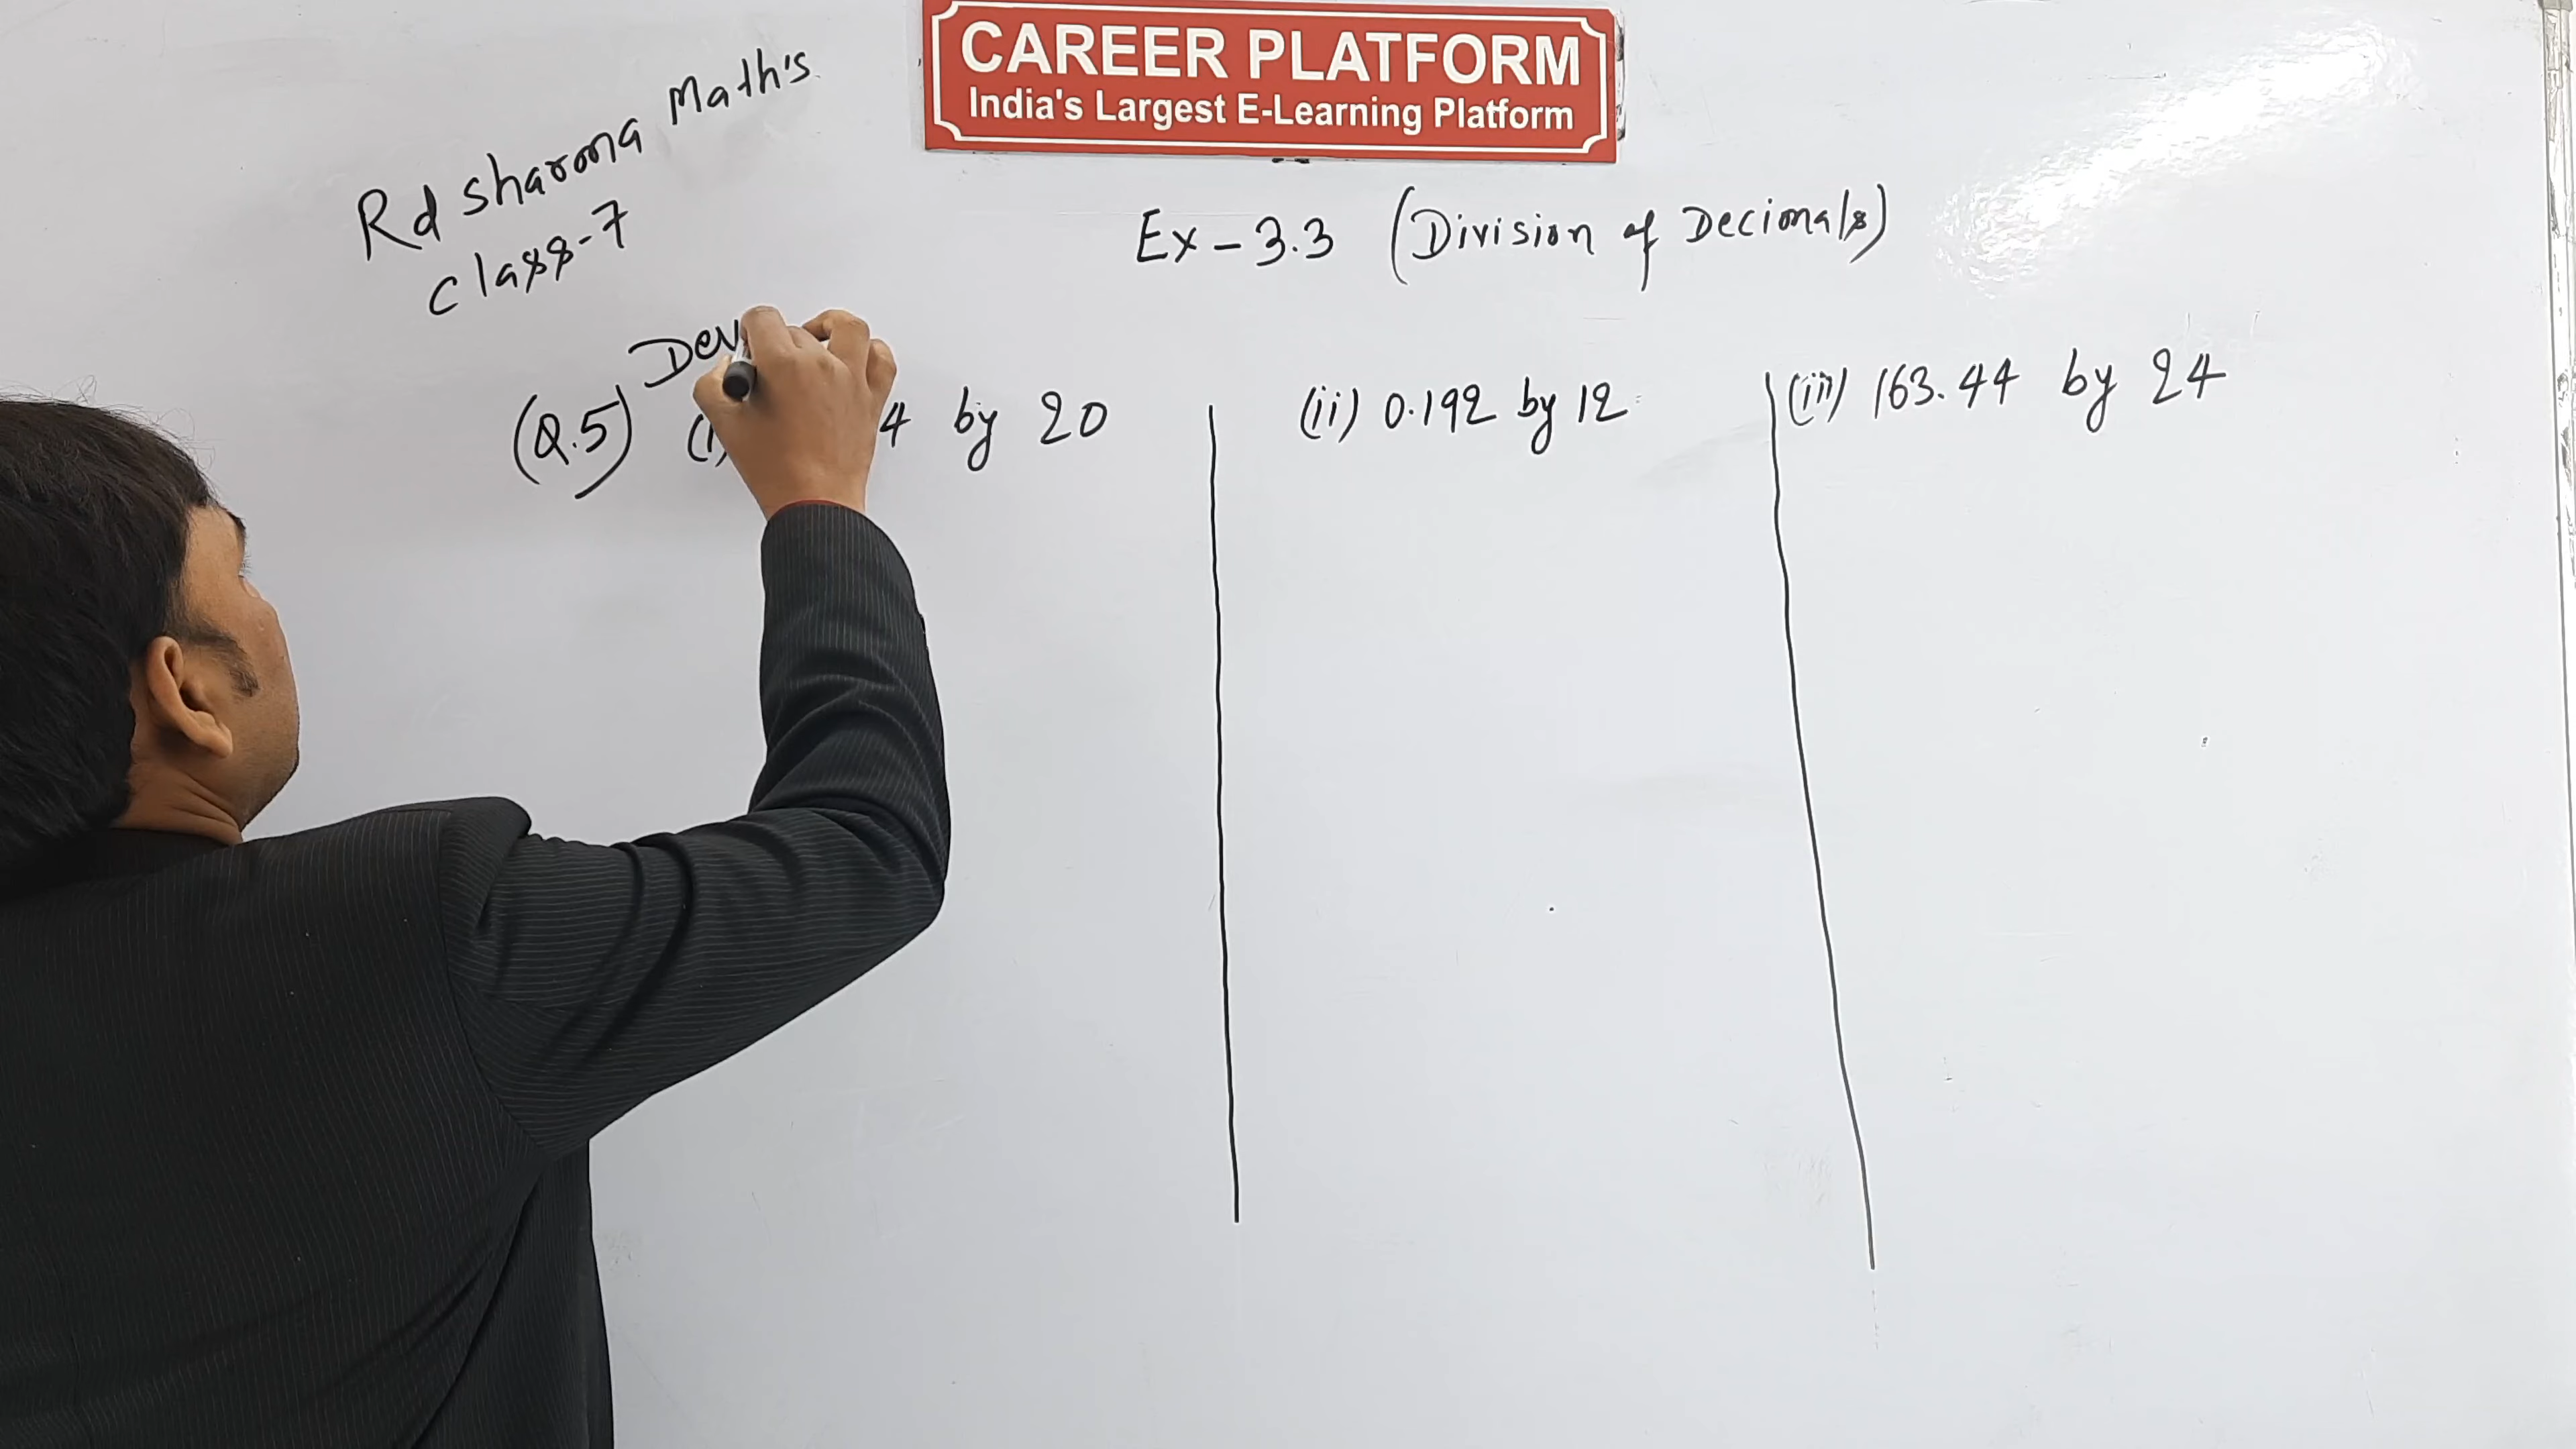 CAREER PLATFORM
India's Largest E-Learning Platform
Rd Sharma Math's
Class-7
Ex-3.3 (Division of Decimals)
(Q.5) (i) 4 by 20
(ii) 0.192 by 12
(iii) 163.44 by 24